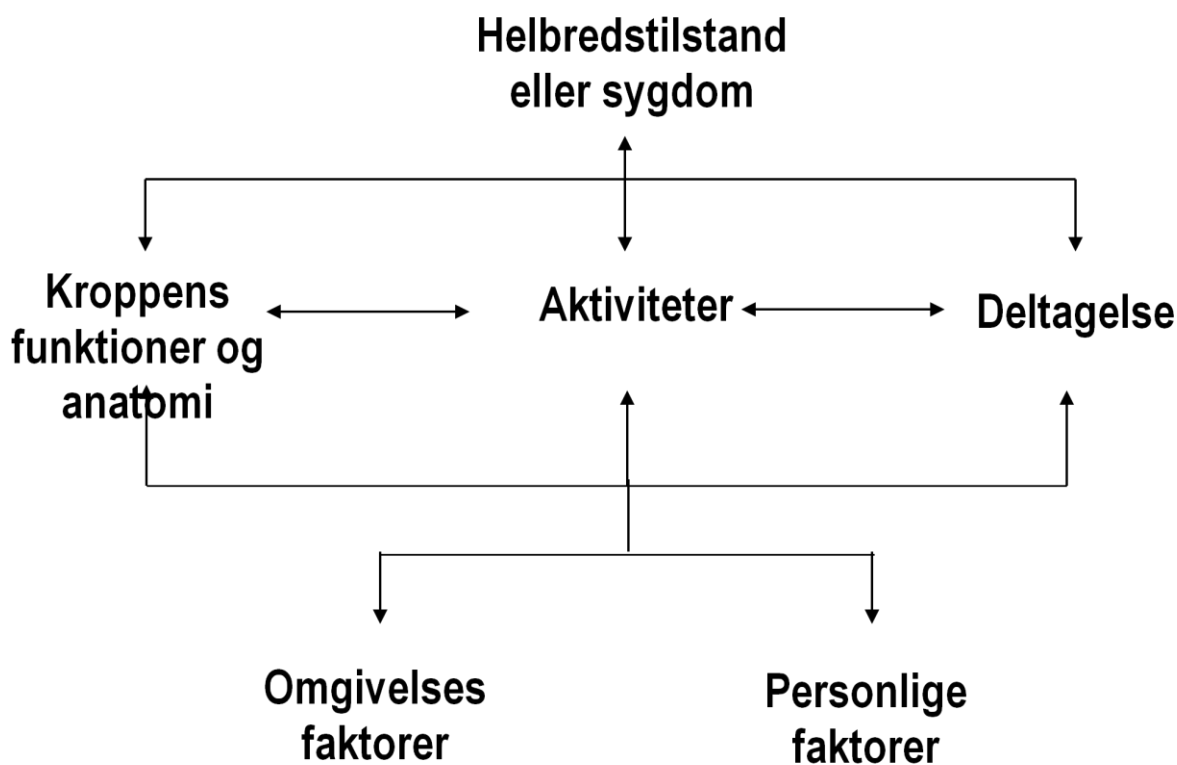 Helbredstilstand
eller sygdom
Kroppens
funktioner og
anatomi
Aktiviteter
Deltagelse
Omgivelses
faktorer
Personlige
faktorer